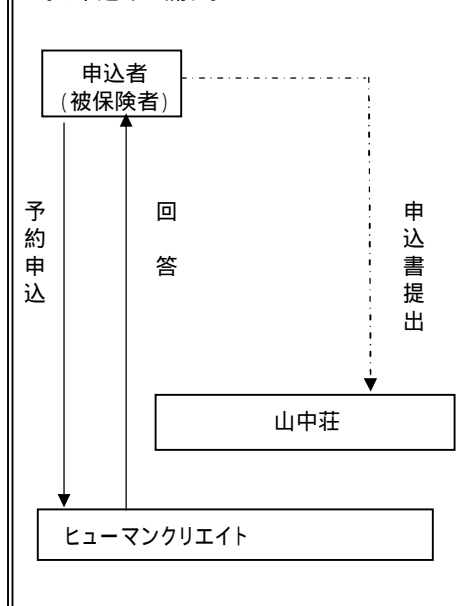 申込者
(被保険者)
予約申込
回答
申込書提出
山中荘
ヒューマンクリエイト